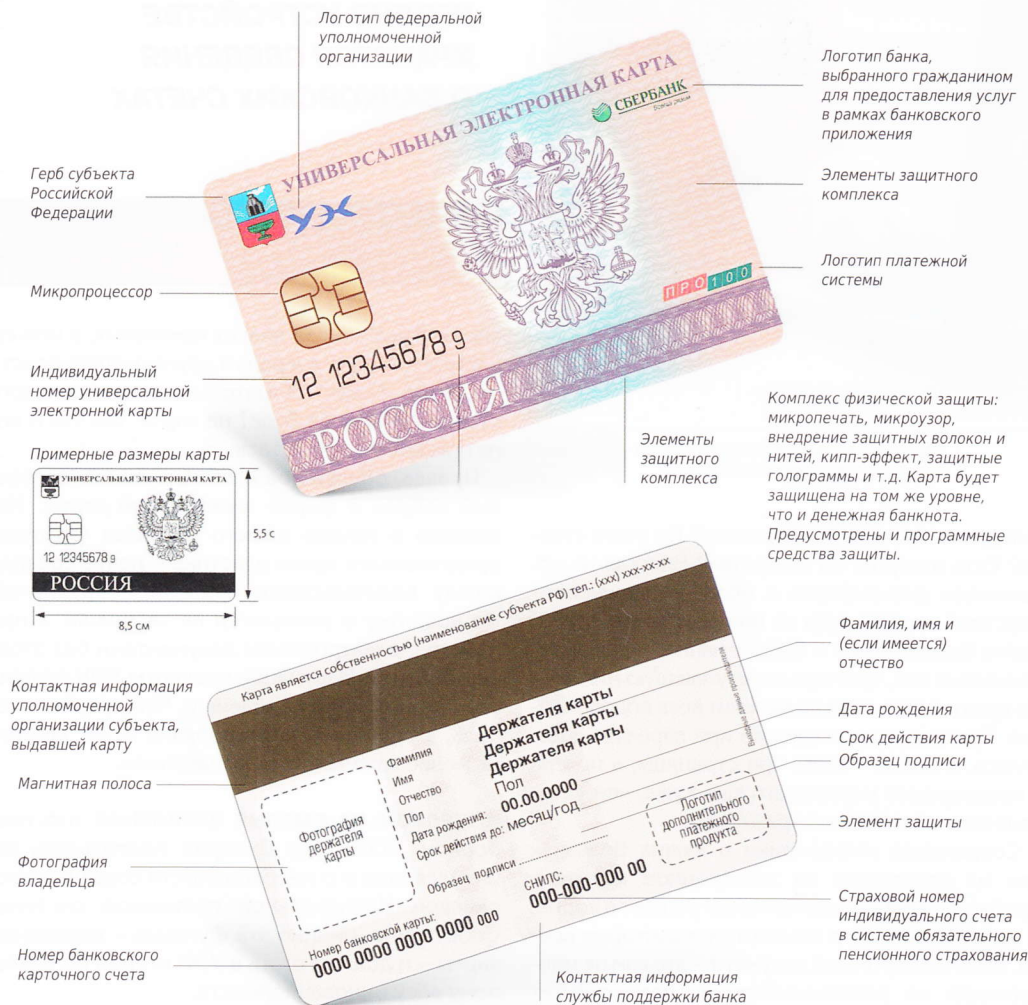 Логотип федеральной
уполномоченной
организации
Логотип банка,
выбранного гражданином
для предоставления услуг
в рамках банковского
приложения
Герб субъекта
Российской
Федерации
Элементы защитного
комплекса
Логотип платежной
системы
Микропроцессор
Индивидуальный
номер универсальной
электронной карты
УНИВЕРСАЛЬНАЯ ЭЛЕКТРОННАЯ КАРТА
СБЕРБАНК
УЭК
ПРО100
12 12345678 9
РОССИЯ
Элементы
защитного
комплекса
Комплекс физической защиты:
микропечать, микроузор,
внедрение защитных волокон и
нитей, кипп-эффект, защитные
голограммы и т.д. Карта будет
защищена на том же уровне,
что и денежная банкнота.
Предусмотрены и программные
средства защиты.
Примерные размеры карты
УНИВЕРСАЛЬНАЯ ЭЛЕКТРОННАЯ КАРТА
12 12345678 9
РОССИЯ
5,5 с
8,5 см
Контактная информация
уполномоченной
организации субъекта,
выдавшей карту
Магнитная полоса
Фотография
владельца
Номер банковского
карточного счета
Карта является собственностью (наименование субъекта РФ) тел.: (xxx) xxx-xx-xx
Фотография
держателя
карты
Фамилия Держателя карты
Имя Держателя карты
Отчество Держателя карты
Пол Пол
Дата рождения: 00.00.0000
Срок действия до: месяц/год
Образец подписи
Выходные данные производителя
Логотип
дополнительного
платежного
продукта
Номер банковской карты:
0000 0000 0000 0000 000
СНИЛС:
000-000-000 00
Фамилия, имя и
(если имеется)
отчество
Дата рождения
Срок действия карты
Образец подписи
Элемент защиты
Страховой номер
индивидуального счета
в системе обязательного
пенсионного страхования
Контактная информация
службы поддержки банка